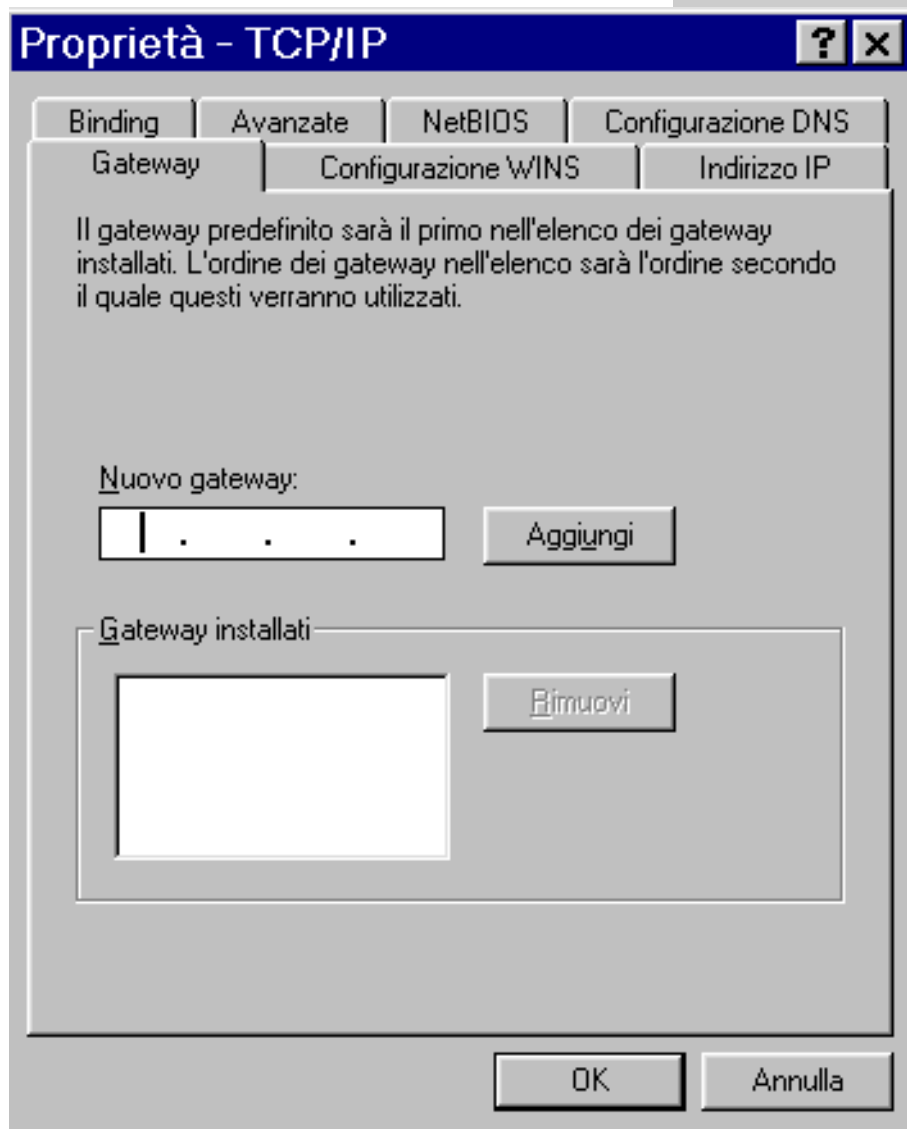 Proprietà - TCP/IP
Binding Avanzate NetBIOS Configurazione DNS
Gateway Configurazione WINS Indirizzo IP
Il gateway predefinito sarà il primo nell'elenco dei gateway
installati. L'ordine dei gateway nell'elenco sarà l'ordine secondo
il quale questi verranno utilizzati.
Nuovo gateway:
. . . Aggiungi
Gateway installati
Rimuovi
OK Annulla